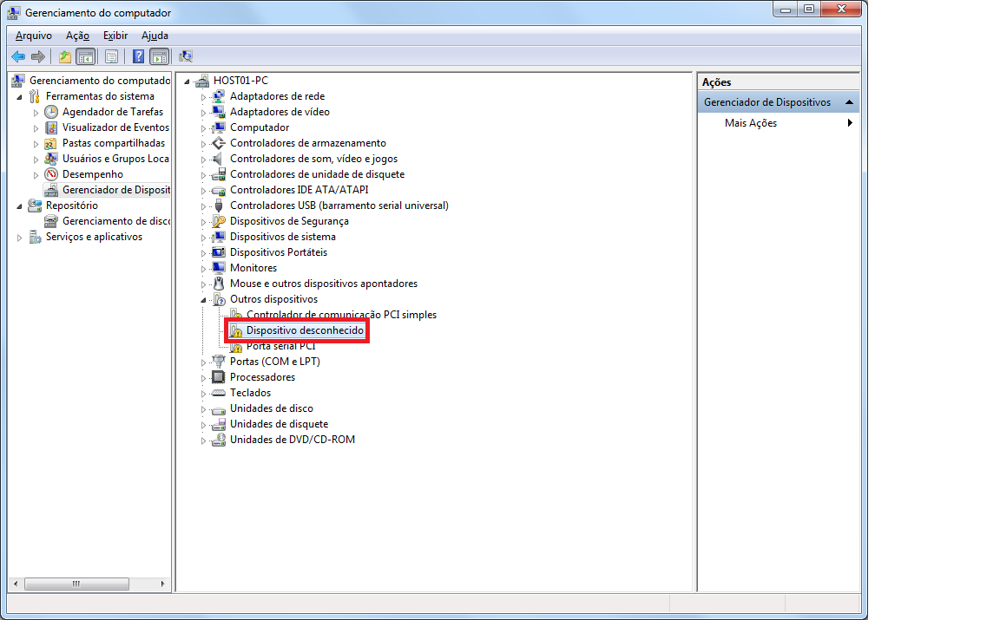 Gerenciamento do computador
Arquivo Ação Exibir Ajuda
Gerenciamento do computado
Ferramentas do sistema
Agendador de Tarefas
Visualizador de Eventos
Pastas compartilhadas
Usuários e Grupos Loca
Desempenho
Gerenciador de Disposit
Repositório
Gerenciamento de disco
Serviços e aplicativos
HOST01-PC
Adaptadores de rede
Adaptadores de vídeo
Computador
Controladores de armazenamento
Controladores de som, vídeo e jogos
Controladores de unidade de disquete
Controladores IDE ATA/ATAPI
Controladores USB (barramento serial universal)
Dispositivos de Segurança
Dispositivos de sistema
Dispositivos Portáteis
Monitores
Mouse e outros dispositivos apontadores
Outros dispositivos
Controlador de comunicação PCI simples
Dispositivo desconhecido
Porta serial PCI
Portas (COM e LPT)
Processadores
Teclados
Unidades de disco
Unidades de disquete
Unidades de DVD/CD-ROM
Ações
Gerenciador de Dispositivos
Mais Ações